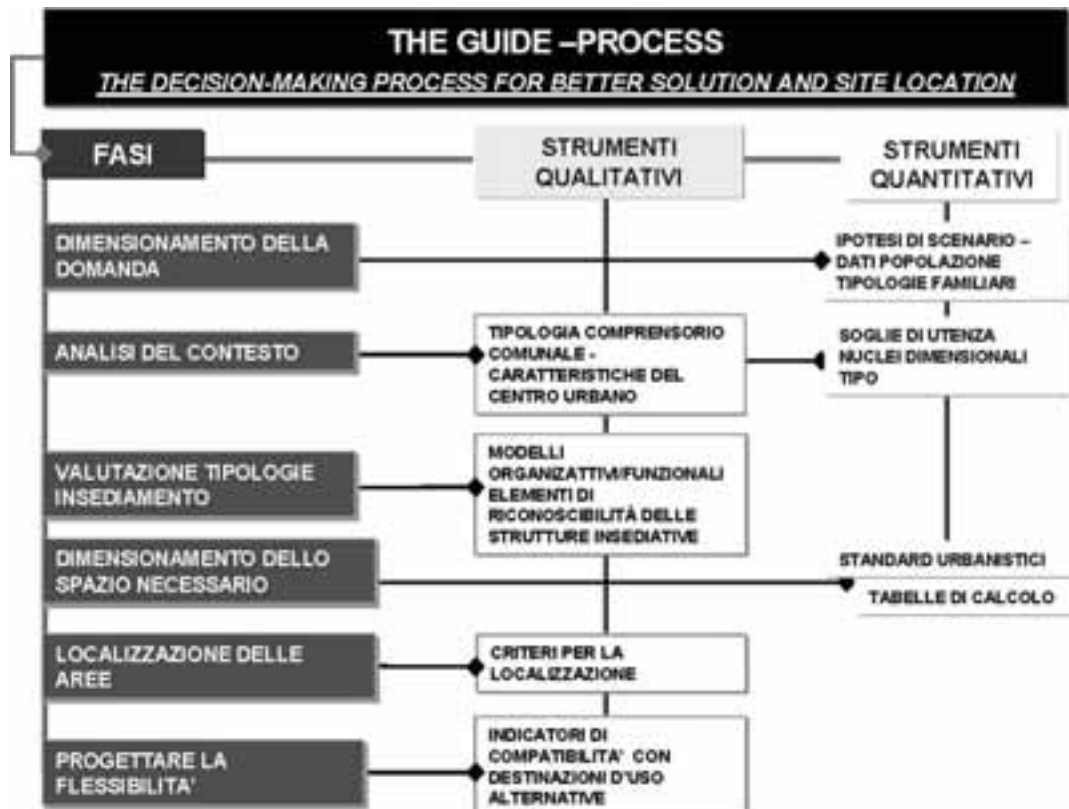 THE GUIDE –PROCESS
THE DECISION-MAKING PROCESS FOR BETTER SOLUTION AND SITE LOCATION
FASI
STRUMENTI
QUALITATIVI
STRUMENTI
QUANTITATIVI
DIMENSIONAMENTO DELLA
DOMANDA
IPOTESI DI SCENARIO –
DATI POPOLAZIONE
TIPOLOGIE FAMILIARI
ANALISI DEL CONTESTO
TIPOLOGIA COMPRENSORIO
COMUNALE -
CARATTERISTICHE DEL
CENTRO URBANO
SOGLIE DI UTENZA
NUCLEI DIMENSIONALI
TIPO
VALUTAZIONE TIPOLOGIE
INSEDIAMENTO
MODELLI
ORGANIZATTIVI/FUNZIONALI
ELEMENTI DI
RICONOSCIBILITÀ DELLE
STRUTTURE INSEDIATIVE
DIMENSIONAMENTO DELLO
SPAZIO NECESSARIO
STANDARD URBANISTICI
TABELLE DI CALCOLO
LOCALIZZAZIONE DELLE
AREE
CRITERI PER LA
LOCALIZZAZIONE
PROGETTARE LA
FLESSIBILITA'
INDICATORI DI
COMPATIBILITA' CON
DESTINAZIONI D'USO
ALTERNATIVE